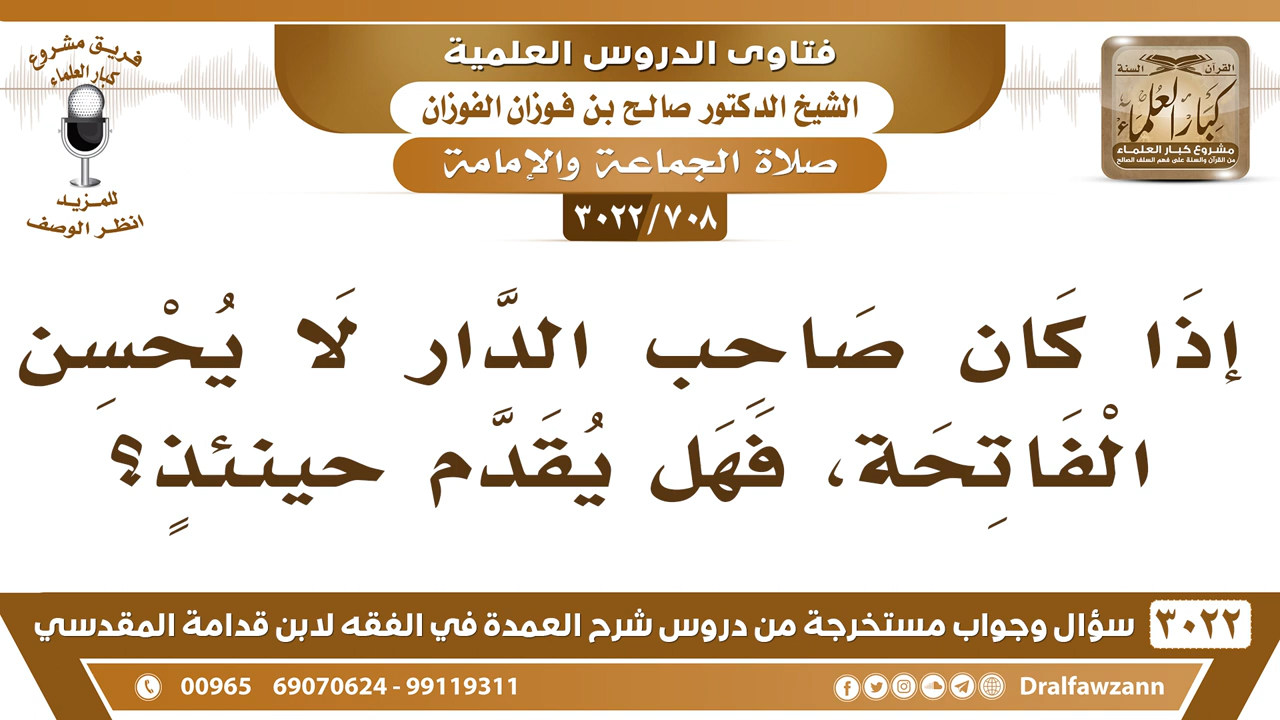 فريق مشروع
كبار العلماء
للمزيد
انظر الوصف
فتاوى الدروس العلمية
الشيخ الدكتور صالح بن فوزان الفوزان
صلاة الجماعة والإمامة
٣٠٢٢/٧٠٨
القرآن السنة
كبار العلماء
مشروع كبار العلماء
من القرآن والسنة على فهم السلف الصالح
إِذَا كَان صَاحب الدَّار لَا يُحْسِن
الْفَاتِحَة، فَهَل يُقَدَّم حينئذٍ؟
٣٠٢٢ سؤال وجواب مستخرجة من دروس شرح العمدة في الفقه لابن قدامة المقدسي
00965 69070624 - 99119311
Dralfawzann